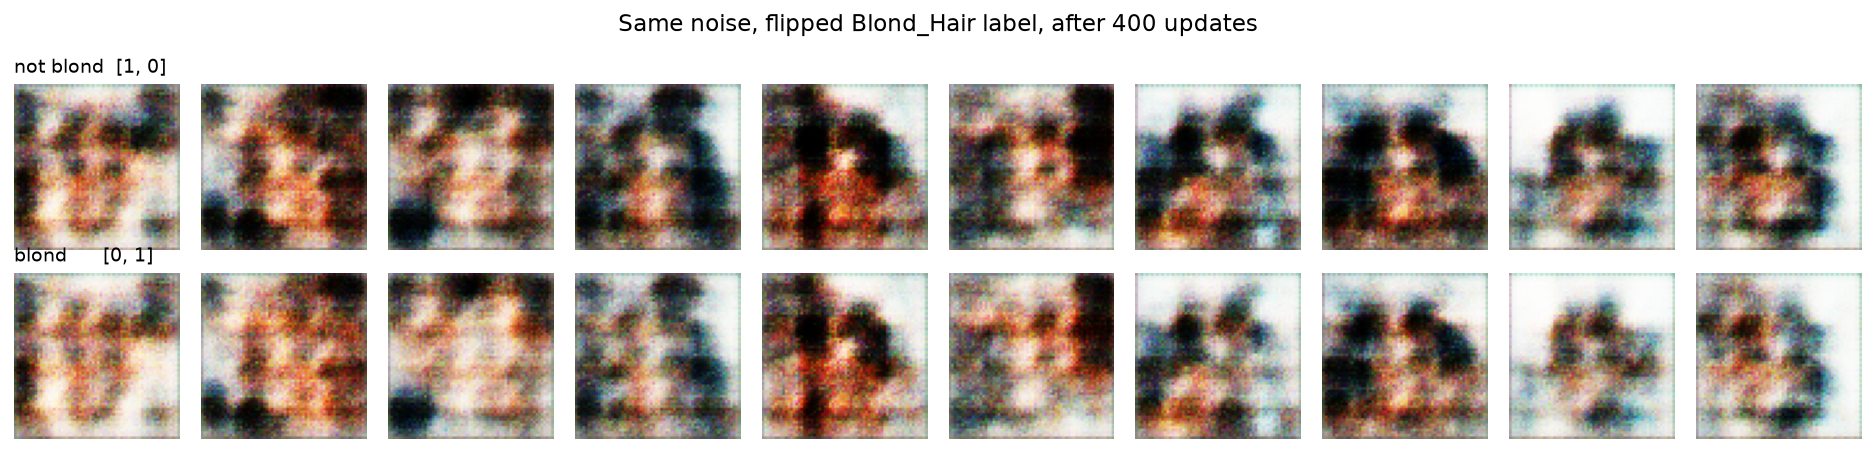 Same noise, flipped Blond_Hair label, after 400 updates
not blond  [1, 0]
blond      [0, 1]